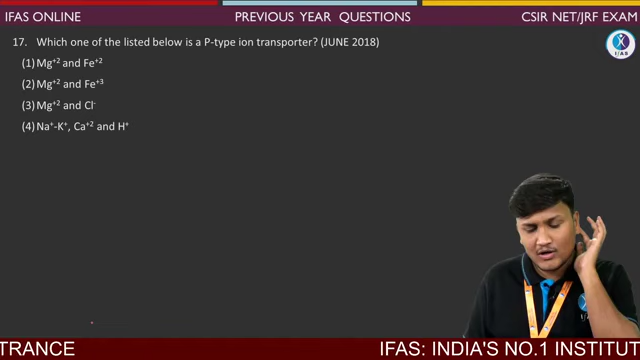 IFAS ONLINE PREVIOUS YEAR QUESTIONS CSIR NET/JRF EXAM
17. Which one of the listed below is a P-type ion transporter? (JUNE 2018)
(1) Mg⁺² and Fe⁺²
(2) Mg⁺² and Fe⁺³
(3) Mg⁺² and Cl⁻
(4) Na⁺-K⁺, Ca⁺² and H⁺
IFAS
TRANCE IFAS: INDIA'S NO.1 INSTITUT